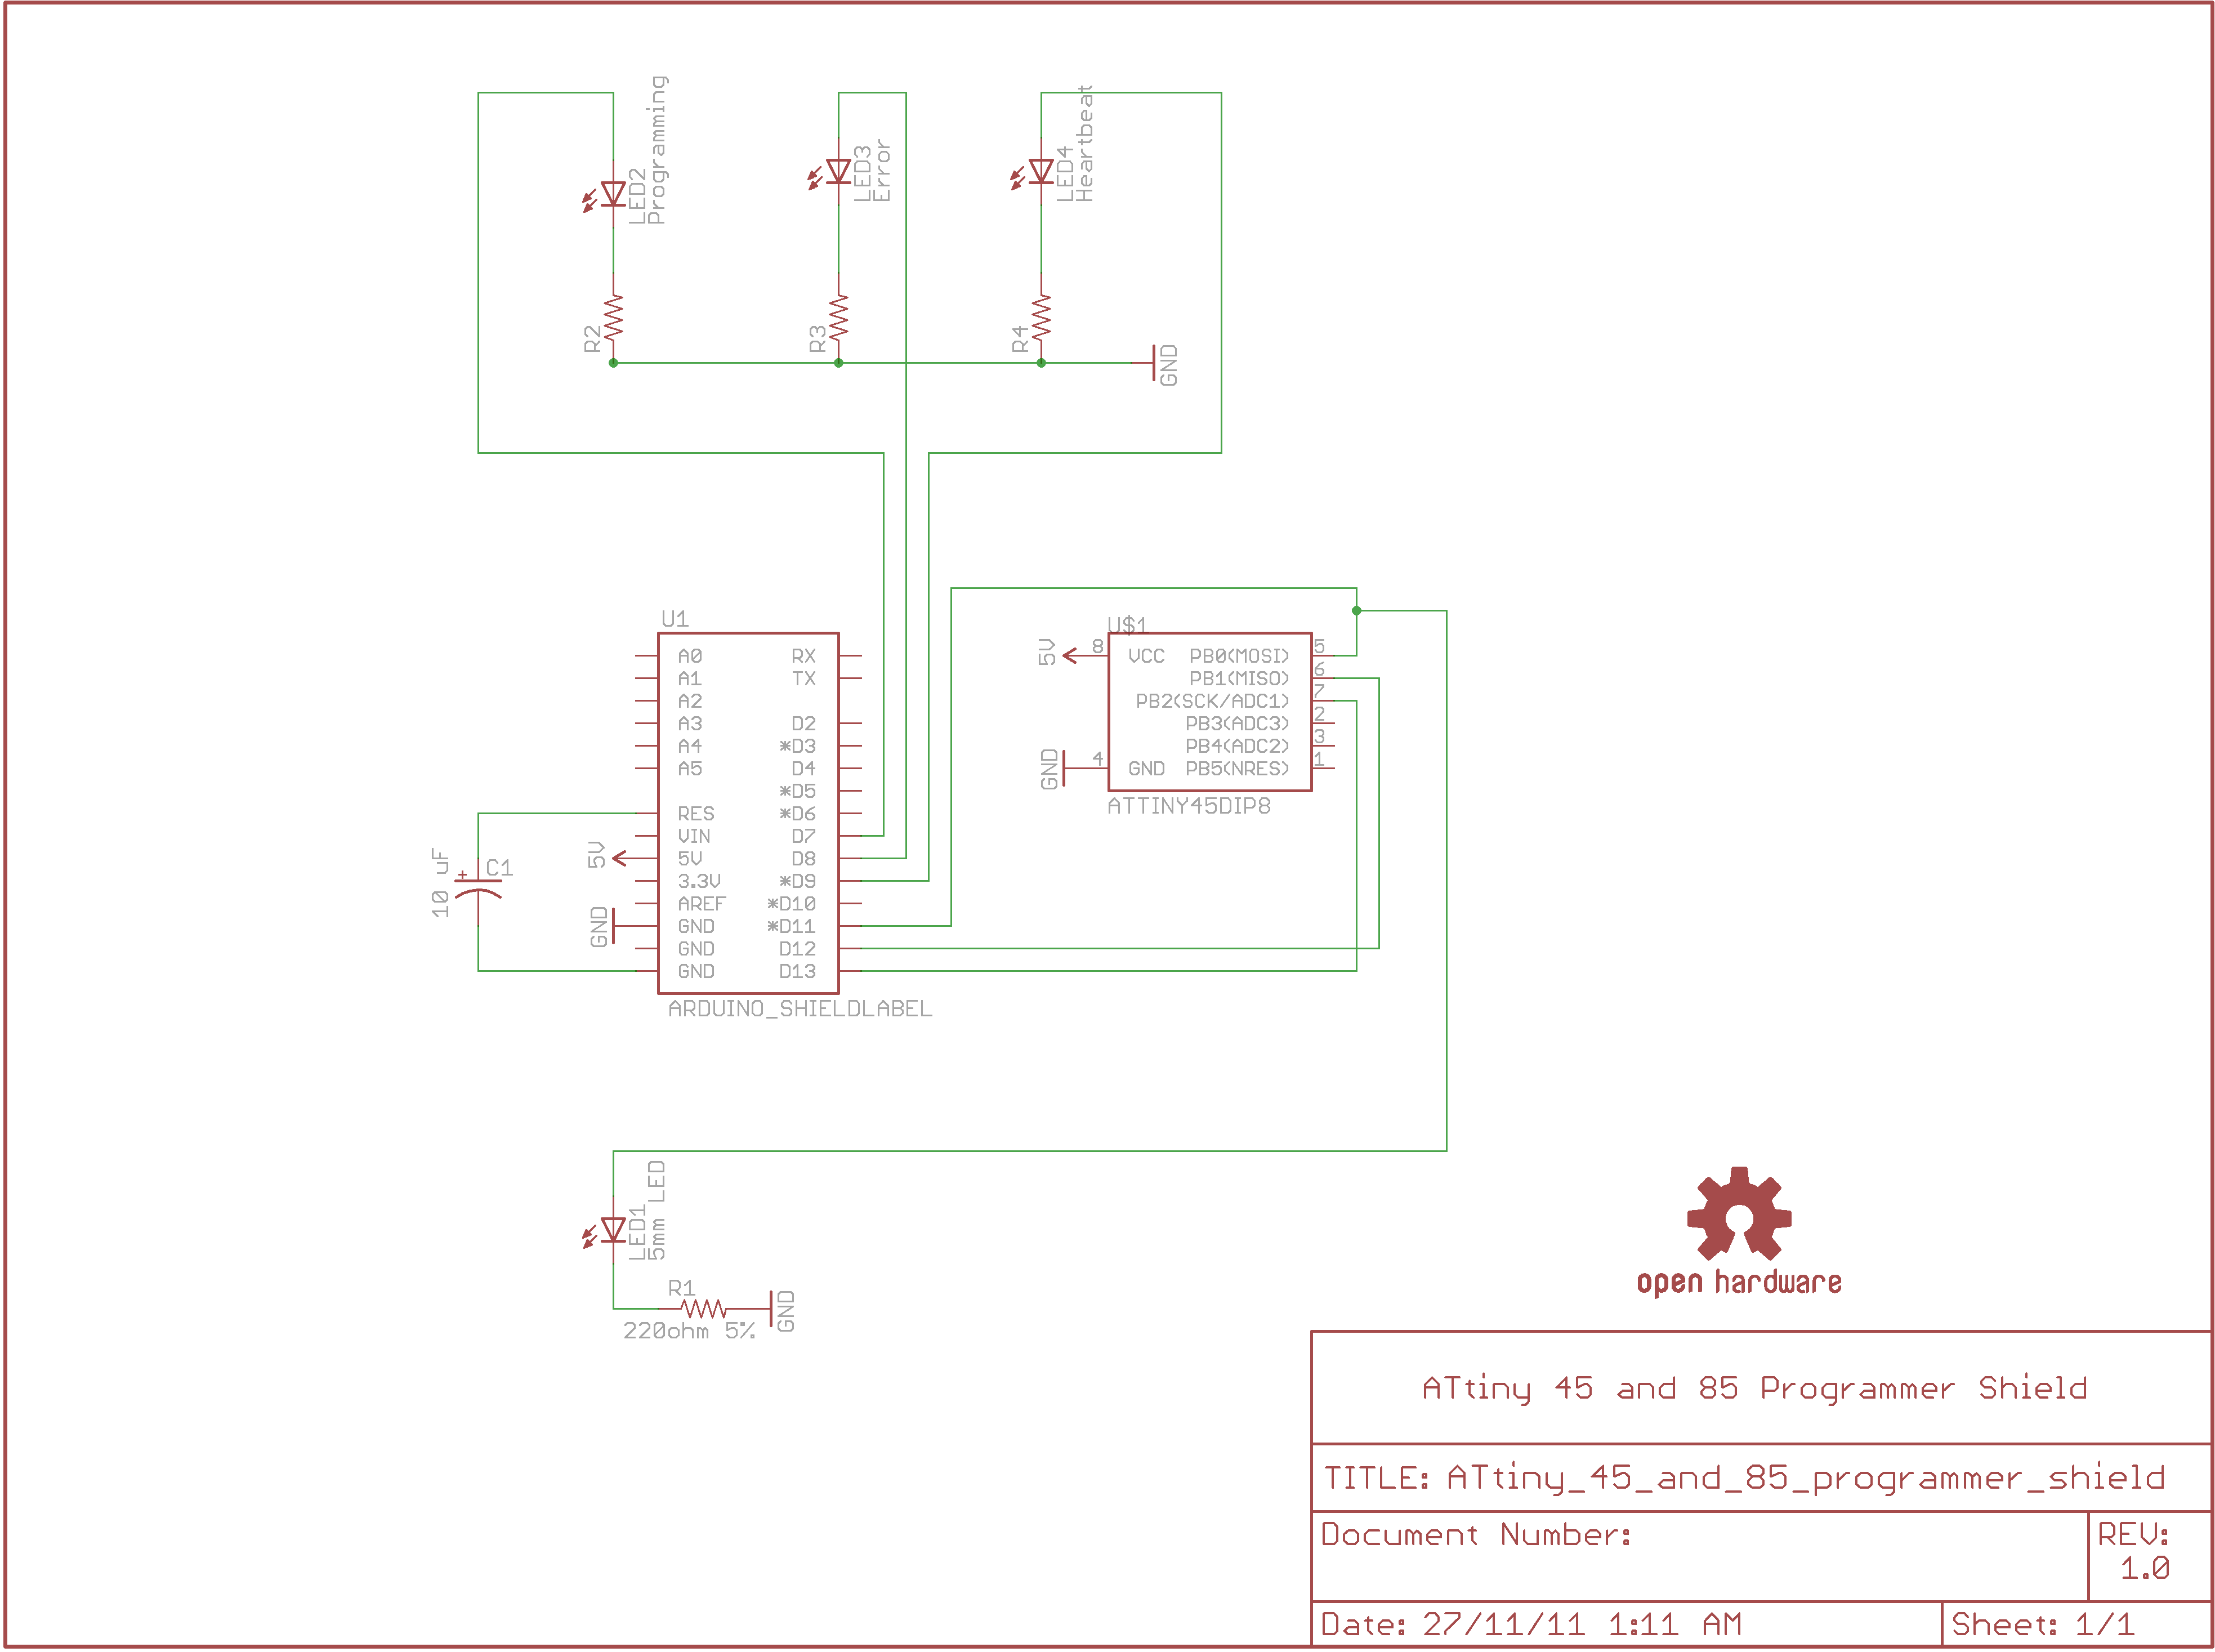 LED2
Programming
LED3
Error
LED4
Heartbeat
R2
R3
R4
GND
U1
A0
A1
A2
A3
A4
A5
RES
VIN
5V
3.3V
AREF
GND
GND
GND
RX
TX
D2
*D3
D4
*D5
*D6
D7
D8
*D9
*D10
*D11
D12
D13
ARDUINO_SHIELDLABEL
5V
GND
C1
10 uF
U$1
5V
8
VCC
GND
4
GND
PB0(MOSI) 5
PB1(MISO) 6
PB2(SCK/ADC1) 7
PB3(ADC3) 2
PB4(ADC2) 3
PB5(NRES) 1
ATTINY45DIP8
LED1
5mm LED
R1
220ohm 5%.
GND
open hardware
ATtiny 45 and 85 Programmer Shield
TITLE: ATtiny_45_and_85_programmer_shield
Document Number:
REV:
1.0
Date: 27/11/11 1:11 AM
Sheet: 1/1